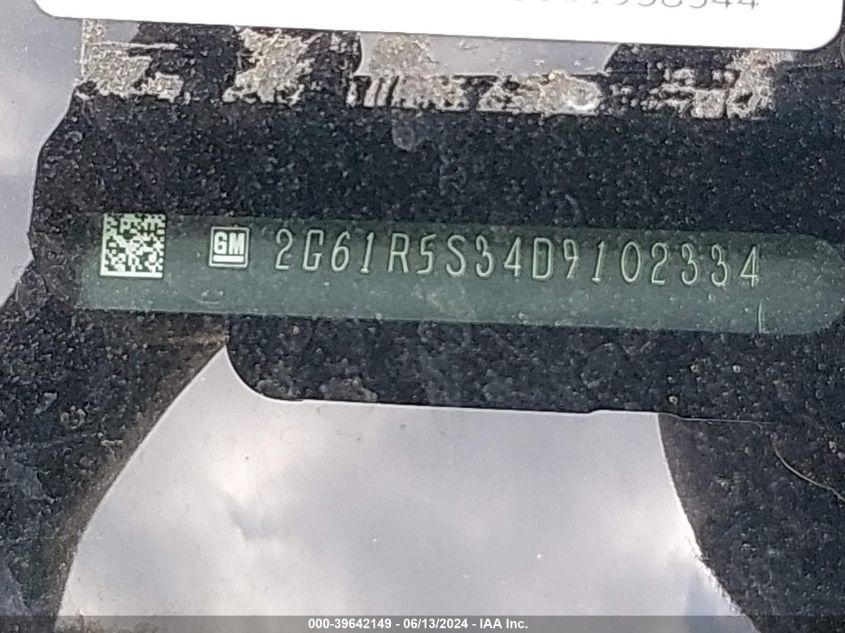 GM 2G61R5S34D9102334
000-39642149 - 06/13/2024 - IAA Inc.